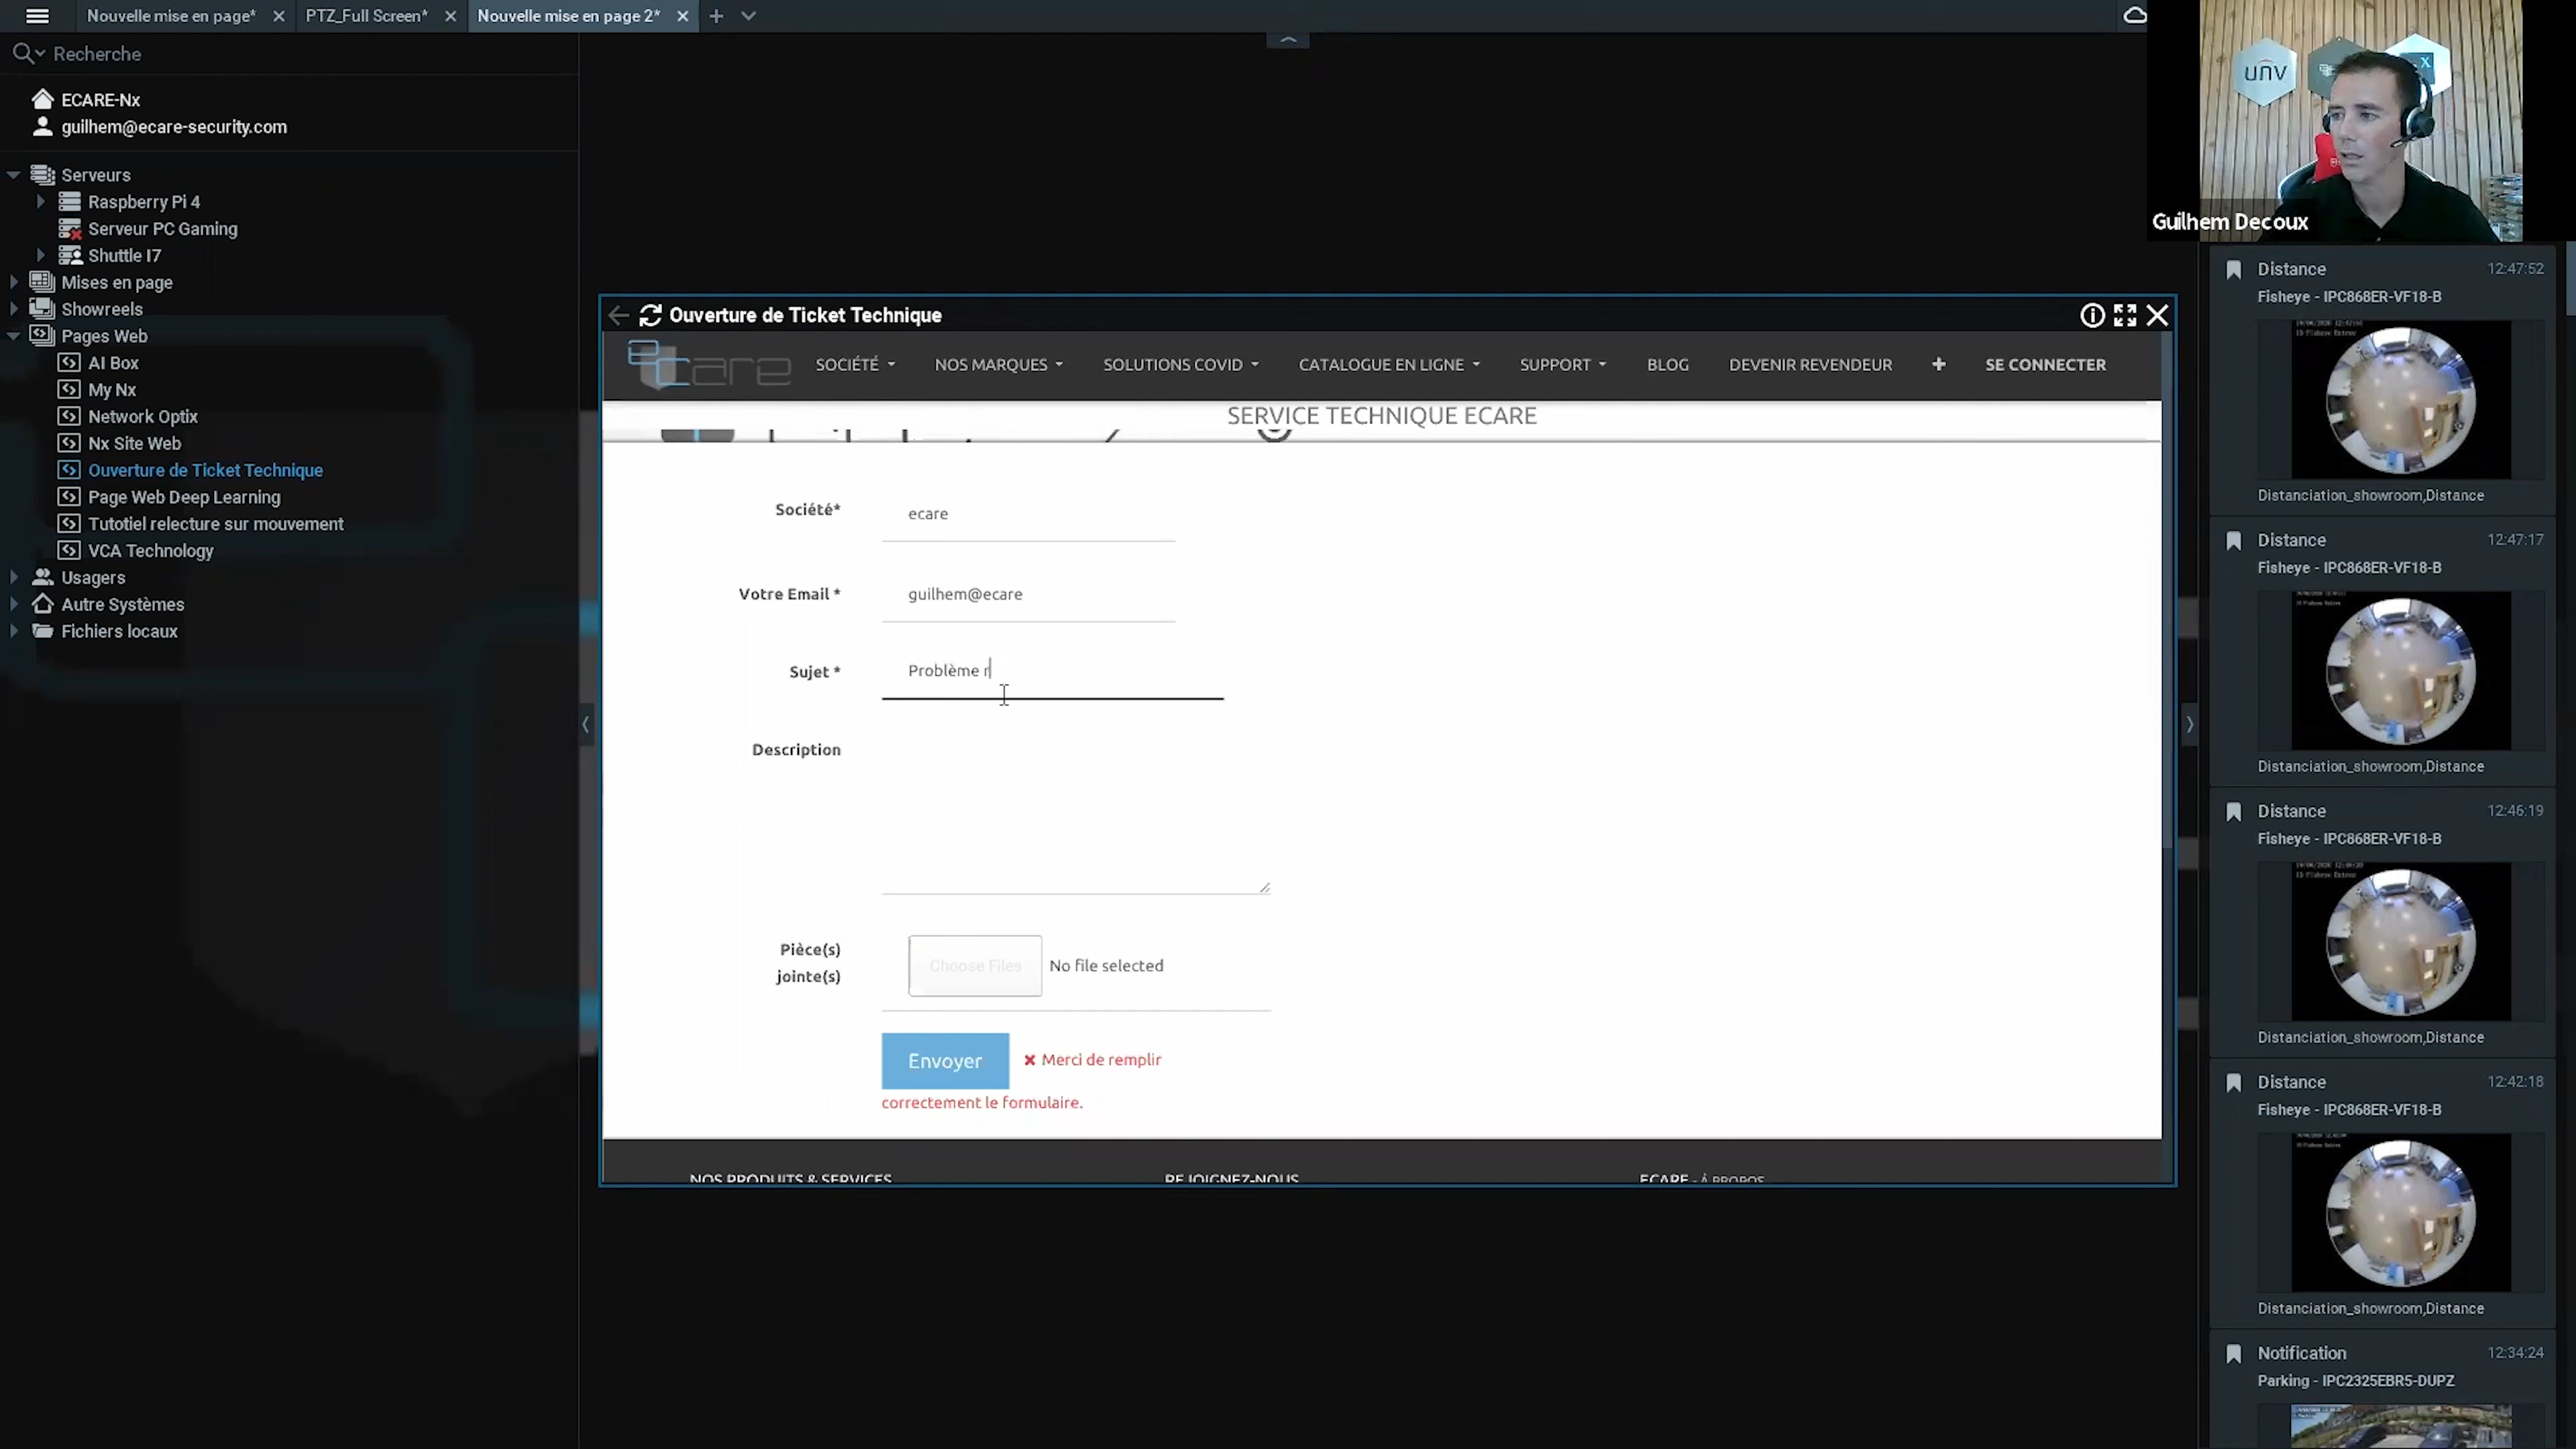 Nouvelle mise en page*
PTZ_Full Screen*
Nouvelle mise en page 2*
Recherche
ECARE-Nx
guilhem@ecare-security.com
Serveurs
Raspberry Pi 4
Serveur PC Gaming
Shuttle I7
Mises en page
Showreels
Pages Web
AI Box
My Nx
Network Optix
Nx Site Web
Ouverture de Ticket Technique
Page Web Deep Learning
Tutotiel relecture sur mouvement
VCA Technology
Usagers
Autre Systèmes
Fichiers locaux
Ouverture de Ticket Technique
ecare
SOCIÉTÉ
NOS MARQUES
SOLUTIONS COVID
CATALOGUE EN LIGNE
SUPPORT
BLOG
DEVENIR REVENDEUR
SE CONNECTER
SERVICE TECHNIQUE ECARE
Société*
ecare
Votre Email *
guilhem@ecare
Sujet *
Problème r
Description
Pièce(s)
jointe(s)
Choose Files
No file selected
Envoyer
Merci de remplir
correctement le formulaire.
NOS PRODUITS & SERVICES
REJOIGNEZ-NOUS
ECARE - À PROPOS
unv
Guilhem Decoux
Distance 12:47:52
Fisheye - IPC868ER-VF18-B
Distanciation_showroom,Distance
Distance 12:47:17
Fisheye - IPC868ER-VF18-B
Distanciation_showroom,Distance
Distance 12:46:19
Fisheye - IPC868ER-VF18-B
Distanciation_showroom,Distance
Distance 12:42:18
Fisheye - IPC868ER-VF18-B
Distanciation_showroom,Distance
Notification 12:34:24
Parking - IPC2325EBR5-DUPZ